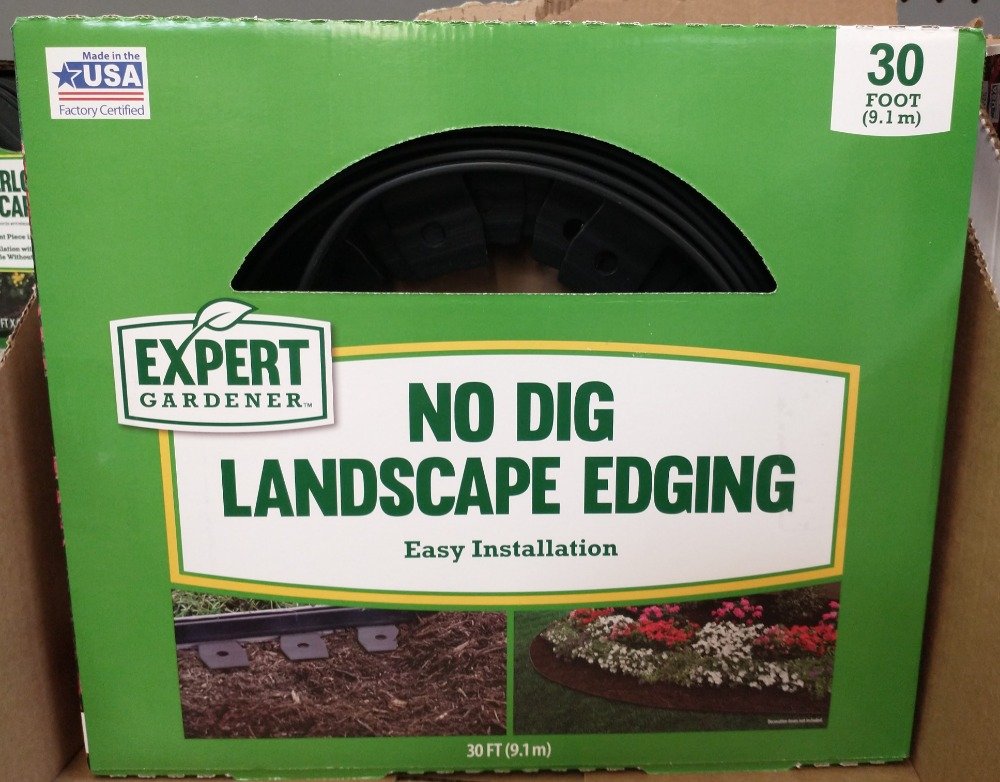 Made in the
USA
Factory Certified
30
FOOT
(9.1 m)
EXPERT
GARDENER™
NO DIG
LANDSCAPE EDGING
Easy Installation
30 FT (9.1 m)